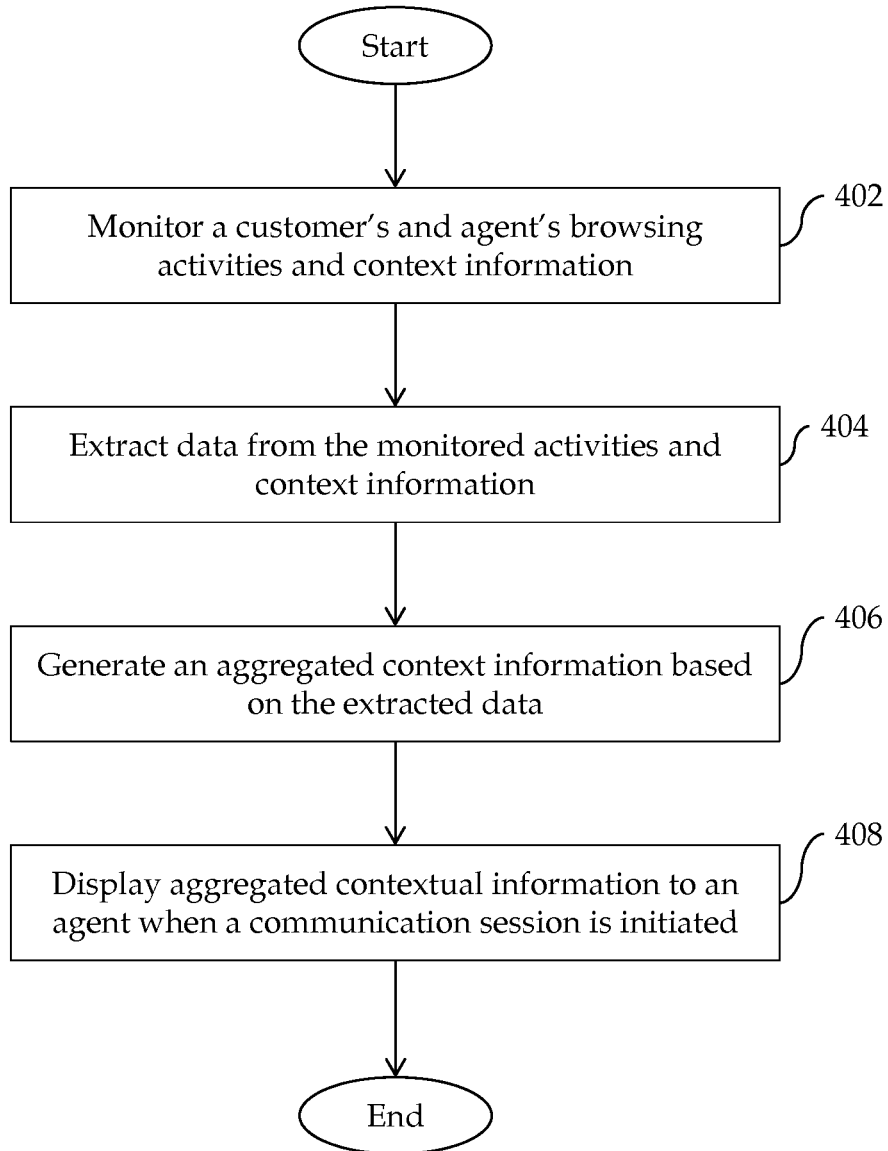 Start
402
Monitor a customer’s and agent’s browsing
activities and context information
404
Extract data from the monitored activities and
context information
406
Generate an aggregated context information based
on the extracted data
408
Display aggregated contextual information to an
agent when a communication session is initiated
End